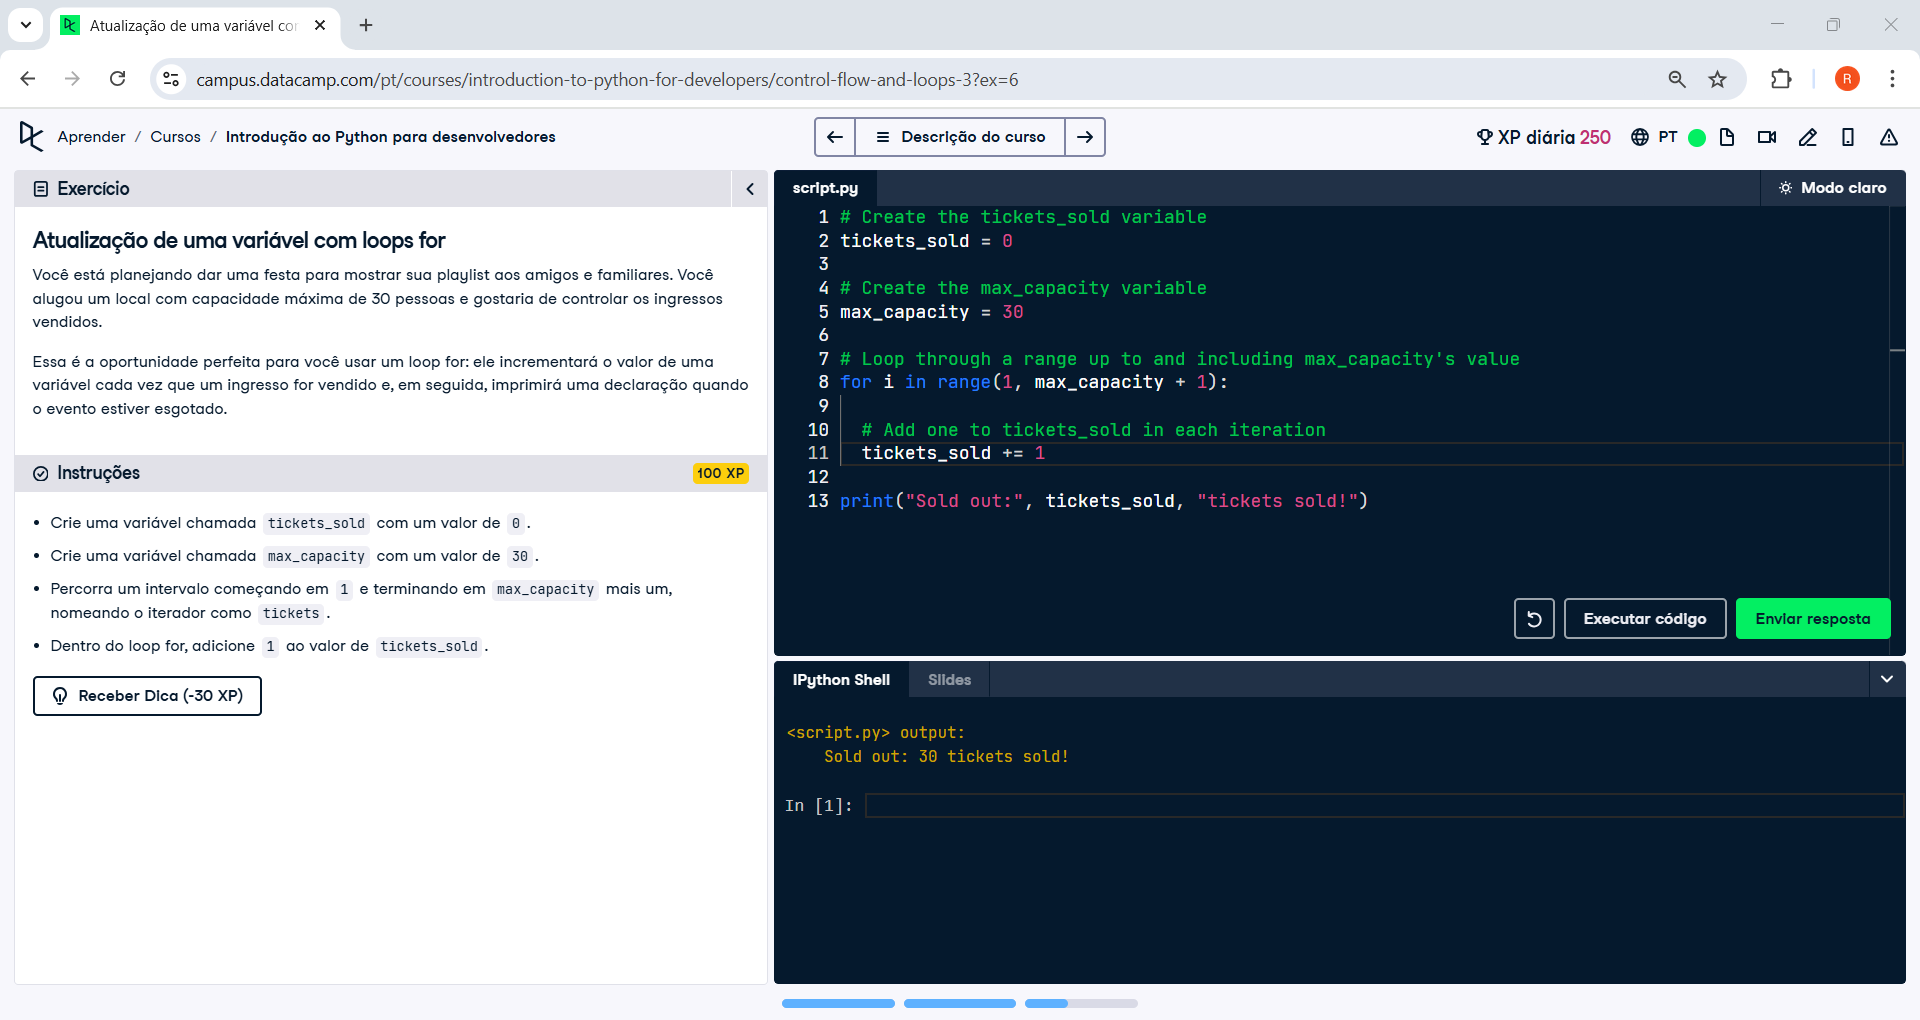 Atualização de uma variável co
campus.datacamp.com/pt/courses/introduction-to-python-for-developers/control-flow-and-loops-3?ex=6
R
Aprender / Cursos / Introdução ao Python para desenvolvedores
Descrição do curso
XP diária 250
PT
Exercício
Atualização de uma variável com loops for
Você está planejando dar uma festa para mostrar sua playlist aos amigos e familiares. Você
alugou um local com capacidade máxima de 30 pessoas e gostaria de controlar os ingressos
vendidos.
Essa é a oportunidade perfeita para você usar um loop for: ele incrementará o valor de uma
variável cada vez que um ingresso for vendido e, em seguida, imprimirá uma declaração quando
o evento estiver esgotado.
Instruções
100 XP
• Crie uma variável chamada tickets_sold com um valor de 0.
• Crie uma variável chamada max_capacity com um valor de 30.
• Percorra um intervalo começando em 1 e terminando em max_capacity mais um,
nomeando o iterador como tickets.
• Dentro do loop for, adicione 1 ao valor de tickets_sold.
Receber Dica (-30 XP)
script.py
Modo claro
1 # Create the tickets_sold variable
2 tickets_sold = 0
3
4 # Create the max_capacity variable
5 max_capacity = 30
6
7 # Loop through a range up to and including max_capacity's value
8 for i in range(1, max_capacity + 1):
9
10 # Add one to tickets_sold in each iteration
11 tickets_sold += 1
12
13 print("Sold out:", tickets_sold, "tickets sold!")
Executar código
Enviar resposta
IPython Shell
Slides
<script.py> output:
Sold out: 30 tickets sold!
In [1]: